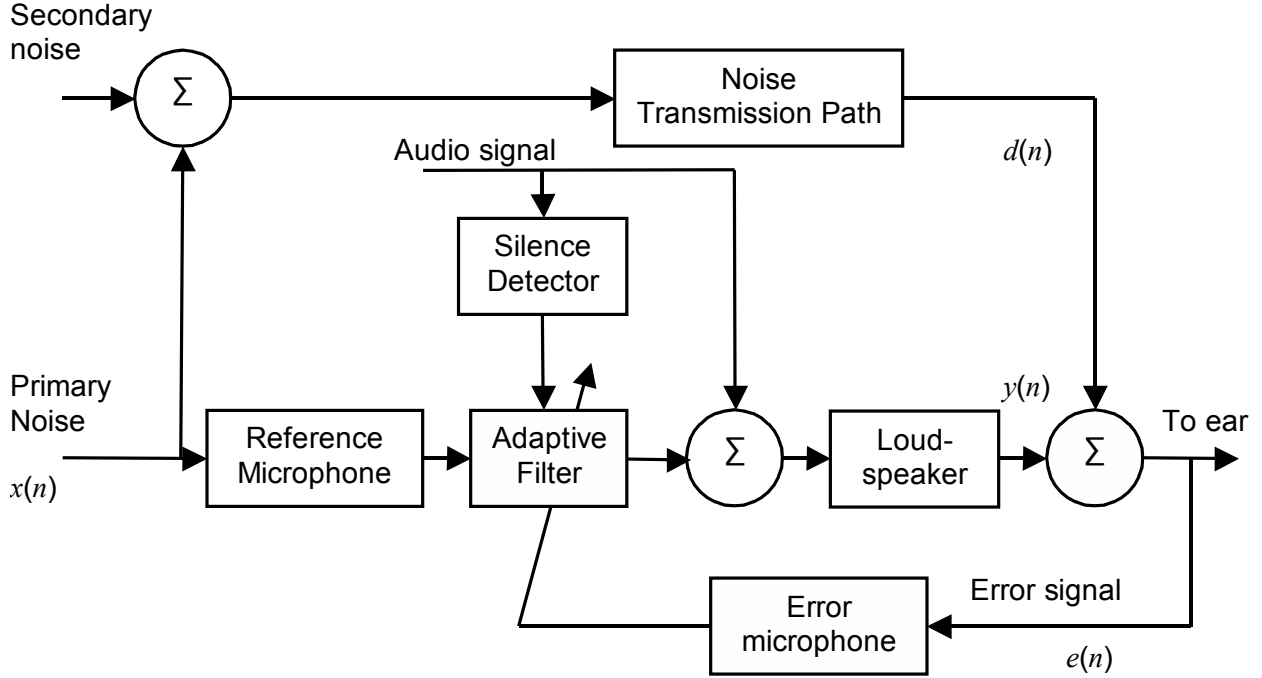 Secondary
noise
Σ
Noise
Transmission Path
Audio signal
d(n)
Silence
Detector
Primary
Noise
x(n)
Reference
Microphone
Adaptive
Filter
Σ
Loud-
speaker
y(n)
Σ
To ear
Error
microphone
Error signal
e(n)